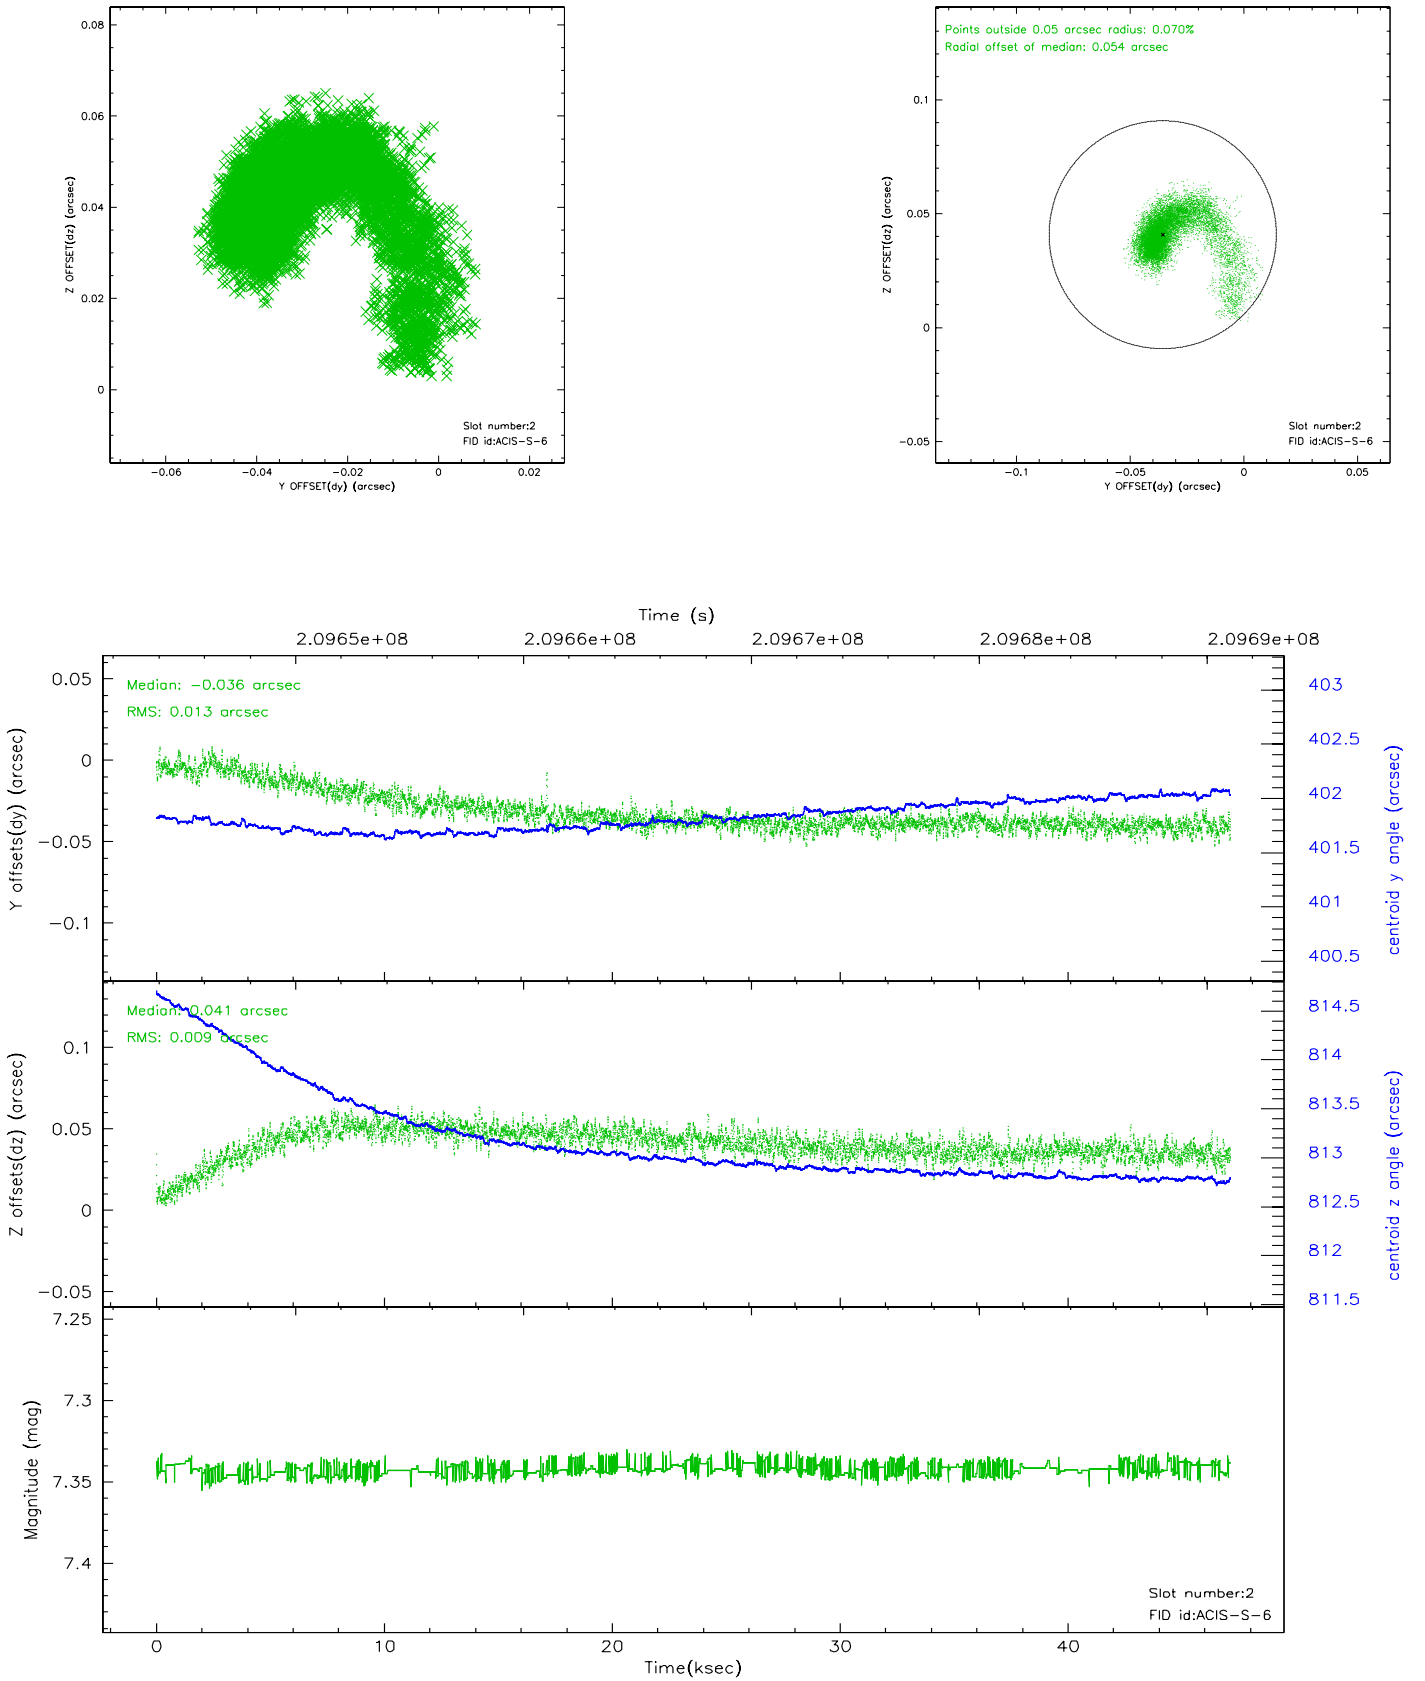 0.08
0.06
0.04
0.02
0
Z OFFSET(dz) (arcsec)
Slot number:2
FID id:ACIS-S-6
-0.06 -0.04 -0.02 0 0.02
Y OFFSET(dy) (arcsec)
Points outside 0.05 arcsec radius: 0.070%
Radial offset of median: 0.054 arcsec
0.1
0.05
0
-0.05
Z OFFSET(dz) (arcsec)
Slot number:2
FID id:ACIS-S-6
-0.1 -0.05 0 0.05
Y OFFSET(dy) (arcsec)
Time (s)
2.0965e+08 2.0966e+08 2.0967e+08 2.0968e+08 2.0969e+08
Median: -0.036 arcsec
RMS: 0.013 arcsec
0.05
0
-0.05
-0.1
Y offsets(dy) (arcsec)
403
402.5
402
401.5
401
400.5
centroid y angle (arcsec)
Median: 0.041 arcsec
RMS: 0.009 arcsec
0.1
0.05
0
-0.05
Z offsets(dz) (arcsec)
814.5
814
813.5
813
812.5
812
811.5
centroid z angle (arcsec)
7.25
7.3
7.35
7.4
Magnitude (mag)
Slot number:2
FID id:ACIS-S-6
0 10 20 30 40
Time(ksec)